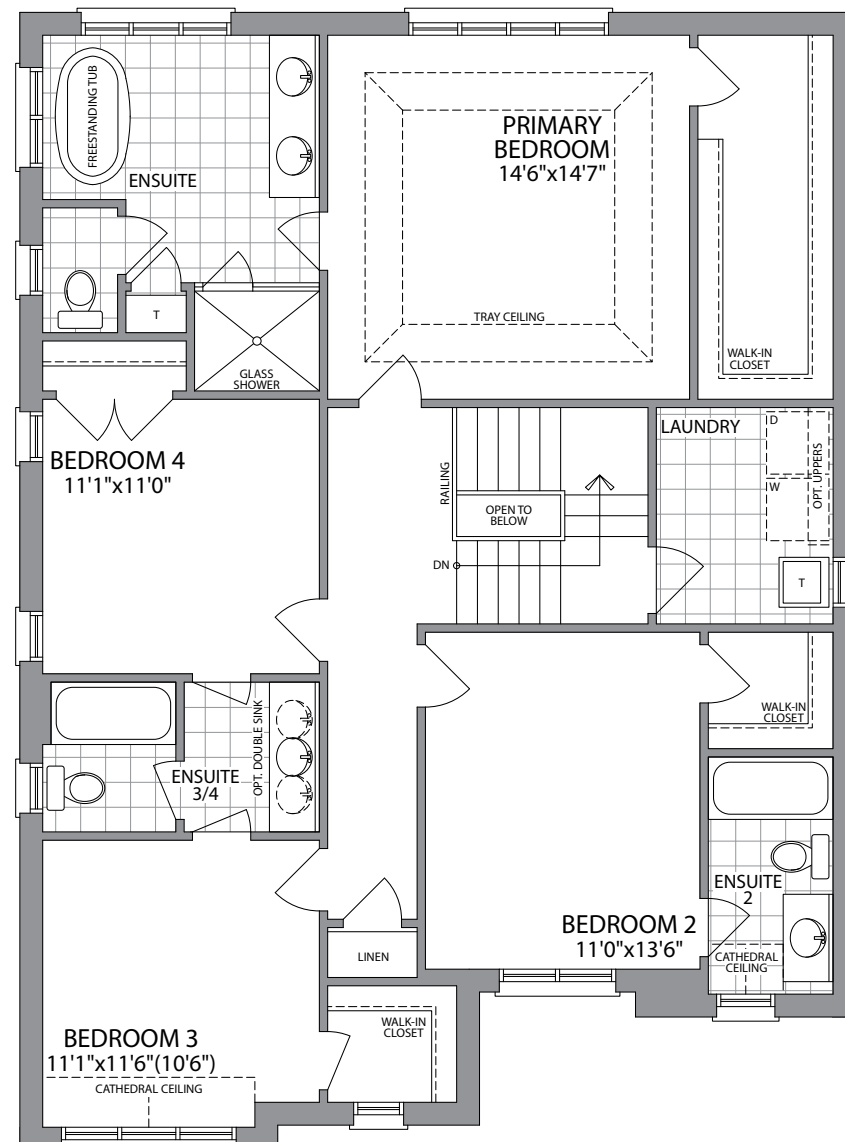 FREESTANDING TUB
ENSUITE
PRIMARY
BEDROOM
14'6"x14'7"
TRAY CEILING
WALK-IN
CLOSET
T
GLASS
SHOWER
BEDROOM 4
11'1"x11'0"
RAILING
OPEN TO
BELOW
DN
LAUNDRY
D
W
OPT. UPPERS
T
WALK-IN
CLOSET
OPT. DOUBLE SINK
ENSUITE
3/4
ENSUITE
2
CATHEDRAL
CEILING
BEDROOM 2
11'0"x13'6"
LINEN
WALK-IN
CLOSET
BEDROOM 3
11'1"x11'6"(10'6")
CATHEDRAL CEILING